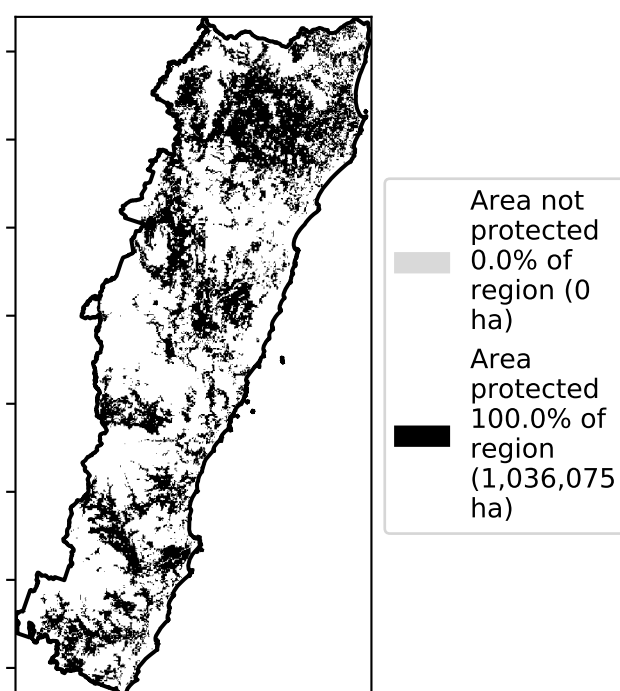 Area not
protected
0.0% of
region (0
ha)
Area
protected
100.0% of
region
(1,036,075
ha)